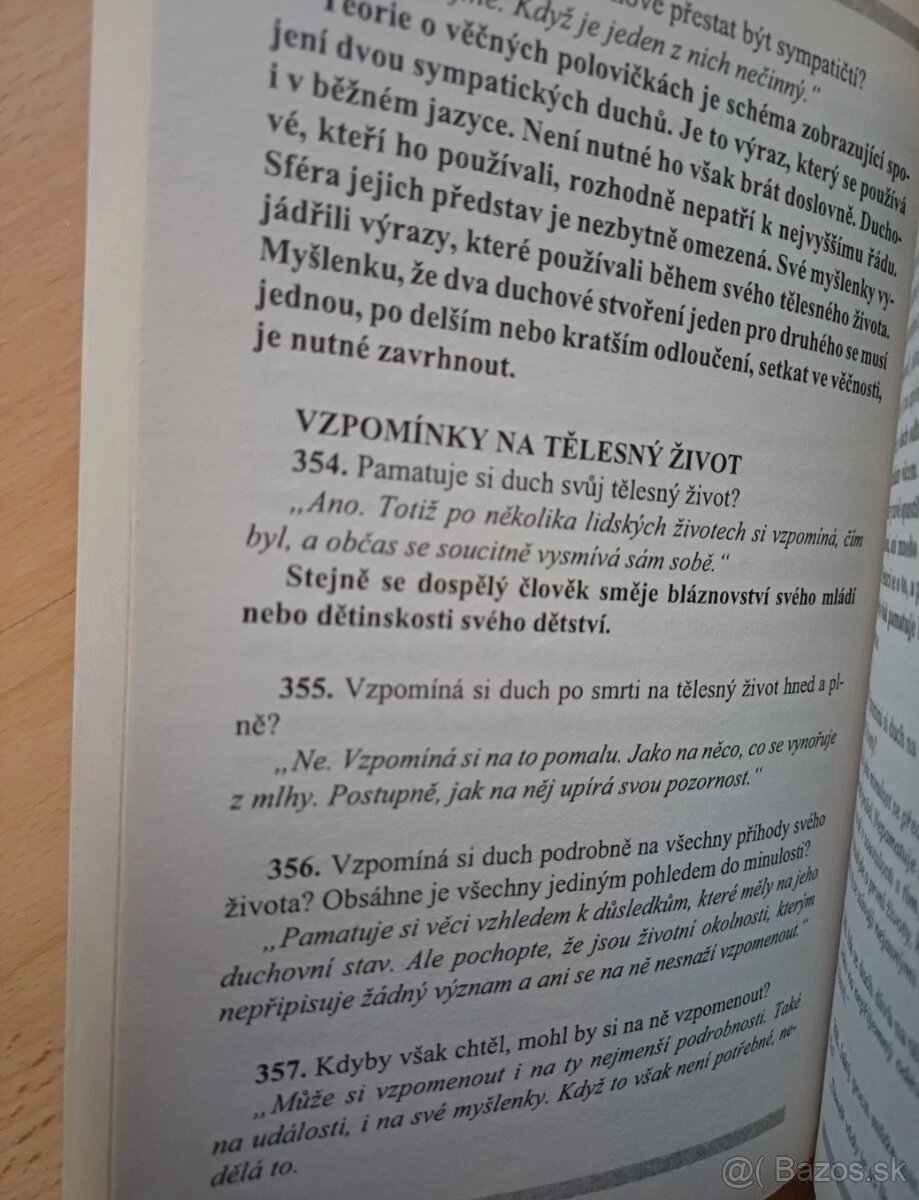 přestat být sympatičtí?
Když je jeden z nich nečinný.“
Teorie o věčných polovičkách je schéma zobrazující spo-
jení dvou sympatických duchů. Je to výraz, který se používá
i v běžném jazyce. Není nutné ho však brát doslovně. Ducho-
vé, kteří ho používali, rozhodně nepatří k nejvyššímu řádu.
Sféra jejich představ je nezbytně omezená. Své myšlenky vy-
jádřili výrazy, které používali během svého tělesného života.
Myšlenku, že dva duchové stvoření jeden pro druhého se musí
jednou, po delším nebo kratším odloučení, setkat ve věčnosti,
je nutné zavrhnout.
VZPOMÍNKY NA TĚLESNÝ ŽIVOT
354. Pamatuje si duch svůj tělesný život?
„Ano. Totiž po několika lidských životech si vzpomíná, čím
byl, a občas se soucitně vysmívá sám sobě.“
Stejně se dospělý člověk směje bláznovství svého mládí
nebo dětinskosti svého dětství.
355. Vzpomíná si duch po smrti na tělesný život hned a pl-
ně?
„Ne. Vzpomíná si na to pomalu. Jako na něco, co se vynořuje
z mlhy. Postupně, jak na něj upírá svou pozornost.“
356. Vzpomíná si duch podrobně na všechny příhody svého
života? Obsáhne je všechny jediným pohledem do minulosti?
„Pamatuje si věci vzhledem k důsledkům, které měly na jeho
duchovní stav. Ale pochopte, že jsou životní okolnosti, kterým
nepřipisuje žádný význam a ani se na ně nesnaží vzpomenout.“
357. Kdyby však chtěl, mohl by si na ně vzpomenout?
„Může si vzpomenout i na ty nejmenší podrobnosti. Také
na události, i na své myšlenky. Když to však není potřebné, ne-
dělá to.
@( Bazos.sk